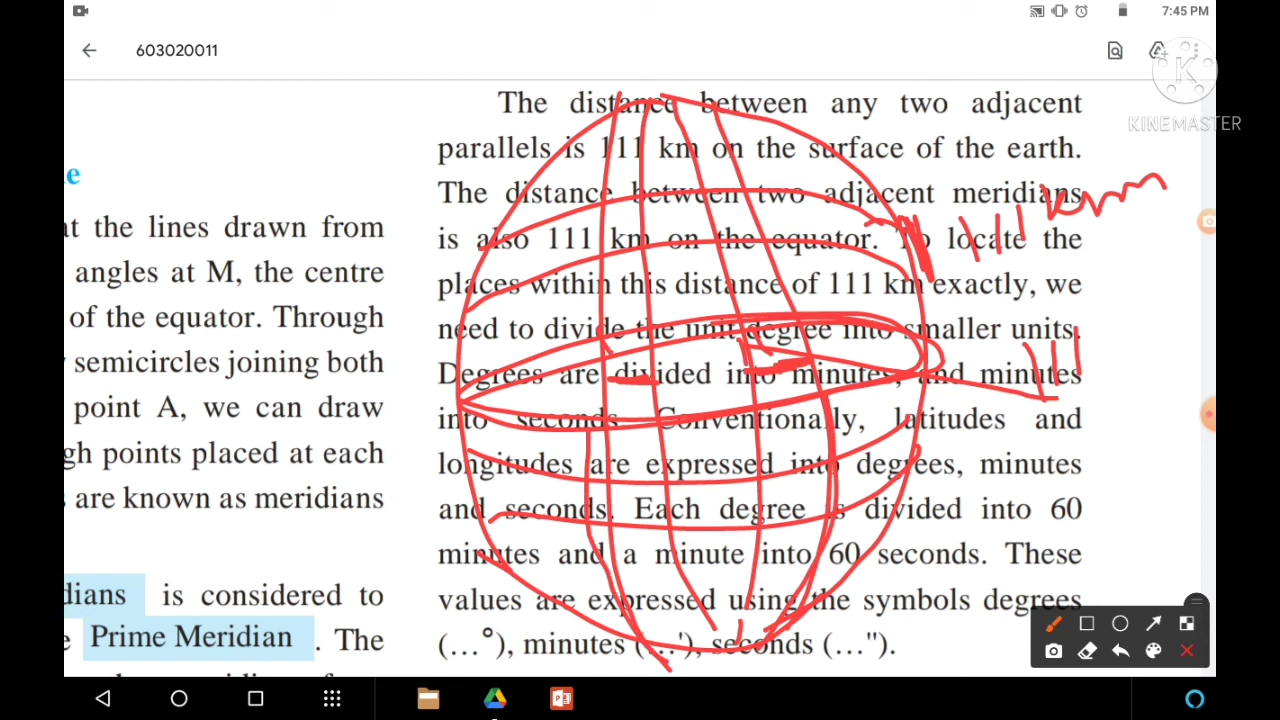 7:45 PM
603020011
KINEMASTER
at the lines drawn from
angles at M, the centre
of the equator. Through
semicircles joining both
point A, we can draw
points placed at each
are known as meridians
is considered to
Prime Meridian . The
The distance between any two adjacent
parallels is 111 km on the surface of the earth.
The distance between two adjacent meridians
is also 111 km on the equator. To locate the
places within this distance of 111 km exactly, we
need to divide the unit degree into smaller units.
Degrees are divided into minutes, and minutes
into seconds. Conventionally, latitudes and
longitudes are expressed into degrees, minutes
and seconds. Each degree is divided into 60
minutes and a minute into 60 seconds. These
values are expressed using the symbols degrees
(...°), minutes (...'), seconds (...").
111 km
111